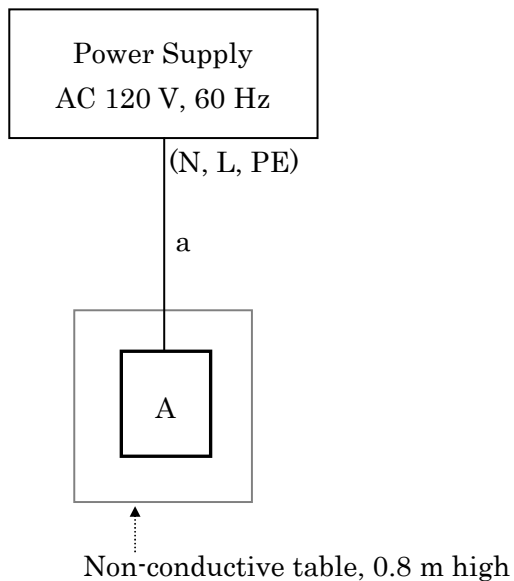 Power Supply
AC 120 V, 60 Hz
(N, L, PE)
a
A
Non-conductive table, 0.8 m high